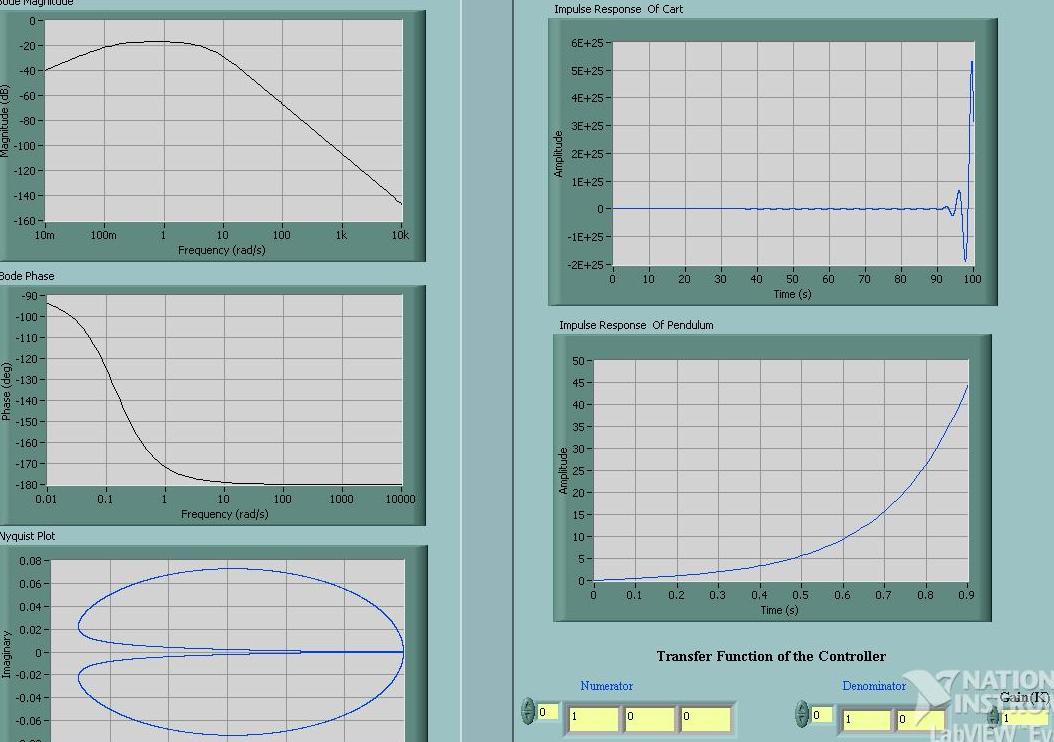 Bode Magnitude
Magnitude (dB)
0
-20
-40
-60
-80
-100
-120
-140
-160
10m 100m 1 10 100 1k 10k
Frequency (rad/s)
Bode Phase
Phase (deg)
-90
-100
-110
-120
-130
-140
-150
-160
-170
-180
0.01 0.1 1 10 100 1000 10000
Frequency (rad/s)
Nyquist Plot
Imaginary
0.08
0.06
0.04
0.02
0
-0.02
-0.04
-0.06
Impulse Response Of Cart
Amplitude
6E+25
5E+25
4E+25
3E+25
2E+25
1E+25
0
-1E+25
-2E+25
0 10 20 30 40 50 60 70 80 90 100
Time (s)
Impulse Response Of Pendulum
Amplitude
50
45
40
35
30
25
20
15
10
5
0
0 0.1 0.2 0.3 0.4 0.5 0.6 0.7 0.8 0.9
Time (s)
Transfer Function of the Controller
Numerator
0 1 0 0
Denominator
0 1 0
Gain(K)
1
NATION
INSTRU
LabVIEW Ev